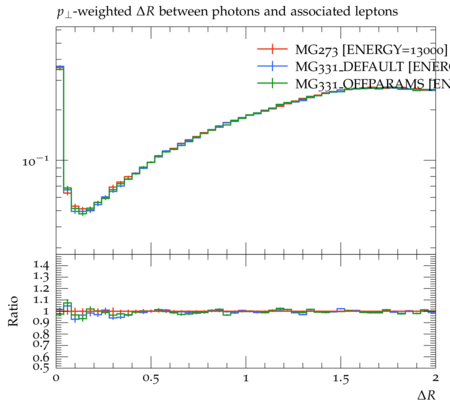 p⊥-weighted ΔR between photons and associated leptons
MG273 [ENERGY=13000]
MG331_DEFAULT [ENERG
MG331_OFFPARAMS [EN
10⁻¹
1.4
1.3
1.2
1.1
1
0.9
0.8
0.7
0.6
0.5
Ratio
0 0.5 1 1.5 2
ΔR